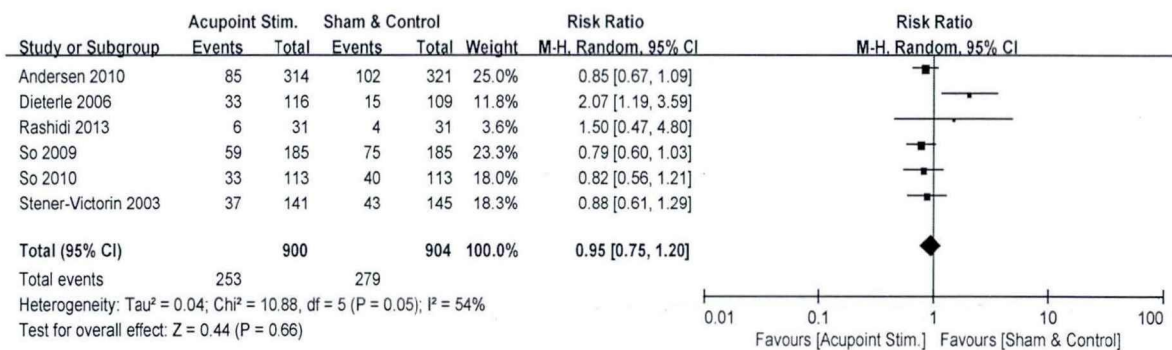 Acupoint Stim. Sham & Control Risk Ratio Risk Ratio
Study or Subgroup Events Total Events Total Weight M-H, Random, 95% CI M-H, Random, 95% CI
Andersen 2010 85 314 102 321 25.0% 0.85 [0.67, 1.09]
Dieterle 2006 33 116 15 109 11.8% 2.07 [1.19, 3.59]
Rashidi 2013 6 31 4 31 3.6% 1.50 [0.47, 4.80]
So 2009 59 185 75 185 23.3% 0.79 [0.60, 1.03]
So 2010 33 113 40 113 18.0% 0.82 [0.56, 1.21]
Stener-Victorin 2003 37 141 43 145 18.3% 0.88 [0.61, 1.29]
Total (95% CI) 900 904 100.0% 0.95 [0.75, 1.20]
Total events 253 279
Heterogeneity: Tau² = 0.04; Chi² = 10.88, df = 5 (P = 0.05); I² = 54%
Test for overall effect: Z = 0.44 (P = 0.66)
0.01 0.1 1 10 100
Favours [Acupoint Stim.] Favours [Sham & Control]